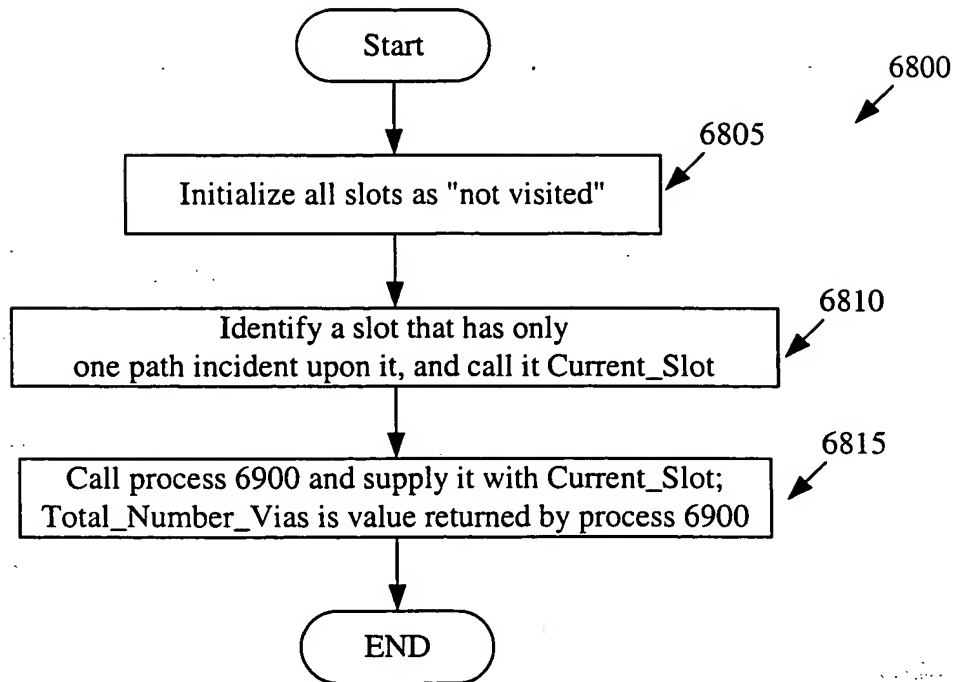 Start
6800
6805
Initialize all slots as "not visited"
6810
Identify a slot that has only
one path incident upon it, and call it Current_Slot
6815
Call process 6900 and supply it with Current_Slot;
Total_Number_Vias is value returned by process 6900
END